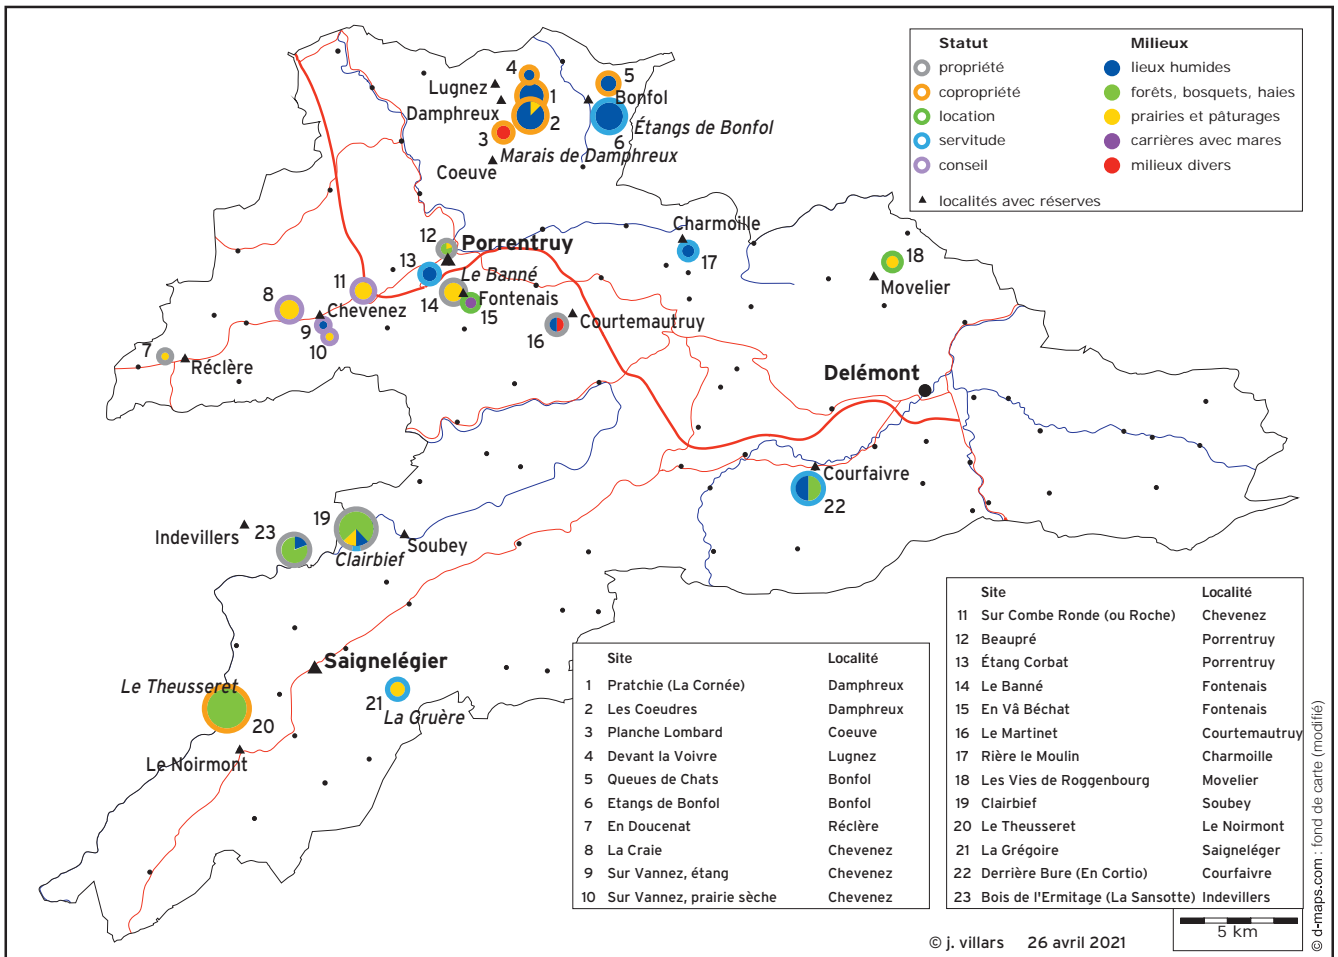 Statut Milieux
propriété lieux humides
copropriété forêts, bosquets, haies
location prairies et pâturages
servitude carrières avec mares
conseil milieux divers
localités avec réserves
4
5
Lugnez
1
Bonfol
Damphreux
2
Étangs de Bonfol
3
6
Marais de Damphreux
Coeuve
Charmoille
12
Porrentruy
13
17
18
Le Banné
Movelier
11
14
Fontenais
8
Chevenez
15
9
Courtemautruy
16
10
7
Réclère
Delémont
Courfaivre
22
19
Indevillers
23
Soubey
Clairbief
Saignelégier
Le Theusseret
21
La Gruère
20
Le Noirmont
Site Localité
1 Pratchie (La Cornée) Damphreux
2 Les Coeudres Damphreux
3 Planche Lombard Coeuve
4 Devant la Voivre Lugnez
5 Queues de Chats Bonfol
6 Etangs de Bonfol Bonfol
7 En Doucenat Réclère
8 La Craie Chevenez
9 Sur Vannez, étang Chevenez
10 Sur Vannez, prairie sèche Chevenez
Site Localité
11 Sur Combe Ronde (ou Roche) Chevenez
12 Beaupré Porrentruy
13 Étang Corbat Porrentruy
14 Le Banné Fontenais
15 En Vâ Béchat Fontenais
16 Le Martinet Courtemautruy
17 Rière le Moulin Charmoille
18 Les Vies de Roggenbourg Movelier
19 Clairbief Soubey
20 Le Theusseret Le Noirmont
21 La Grégoire Saigneléger
22 Derrière Bure (En Cortio) Courfaivre
23 Bois de l'Ermitage (La Sansotte) Indevillers
5 km
© j. villars 26 avril 2021
© d-maps.com : fond de carte (modifié)